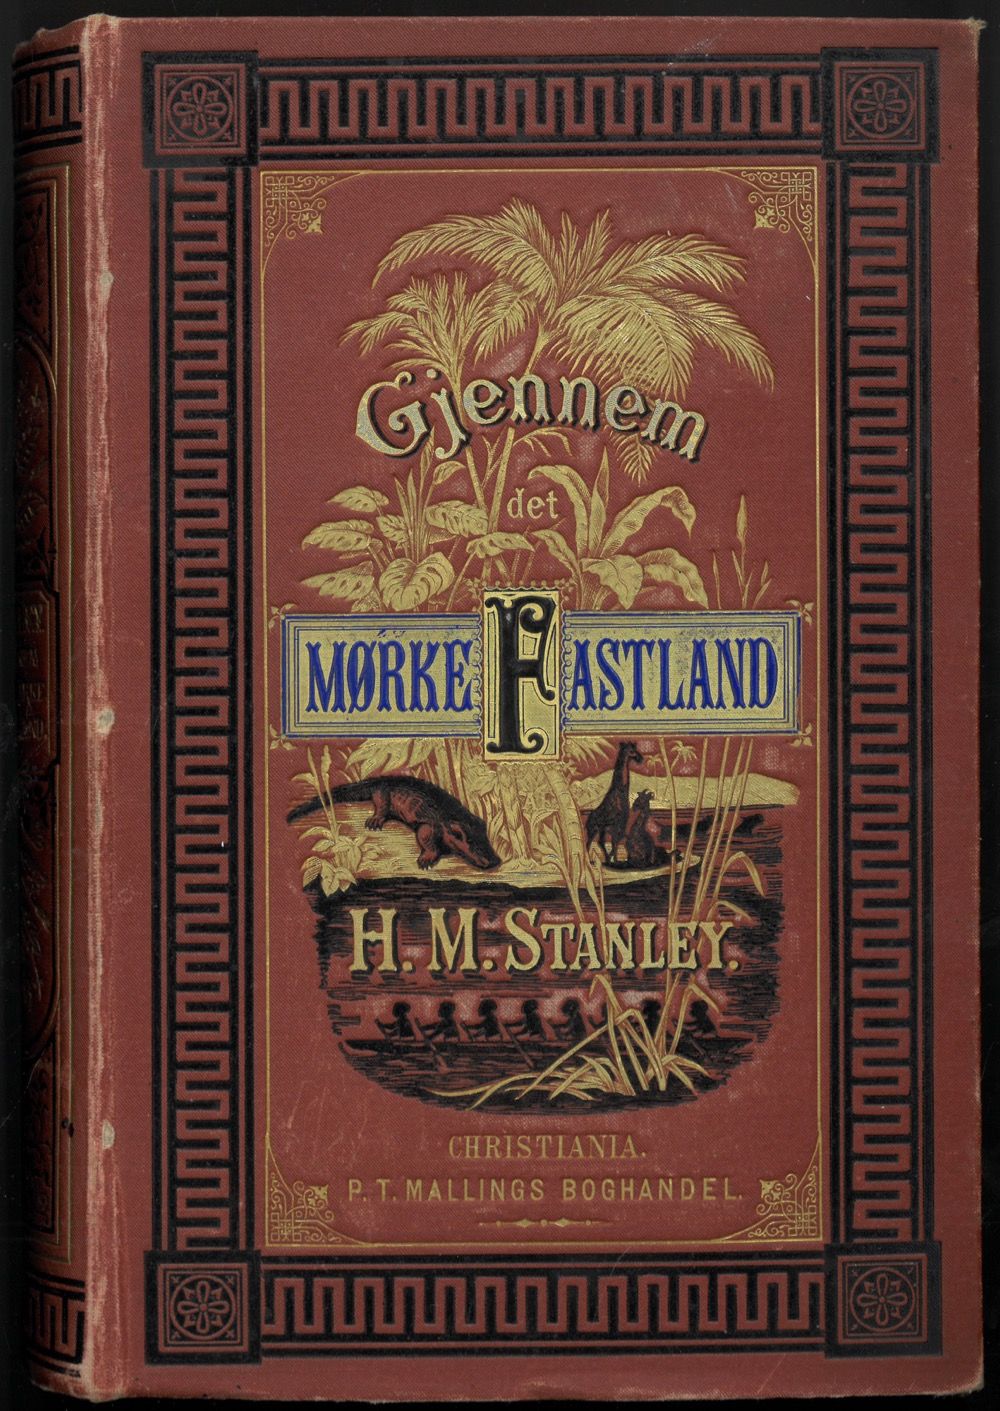 Gjennem
det
MØRKE FASTLAND
H. M. STANLEY.
CHRISTIANIA.
P. T. MALLINGS BOGHANDEL.